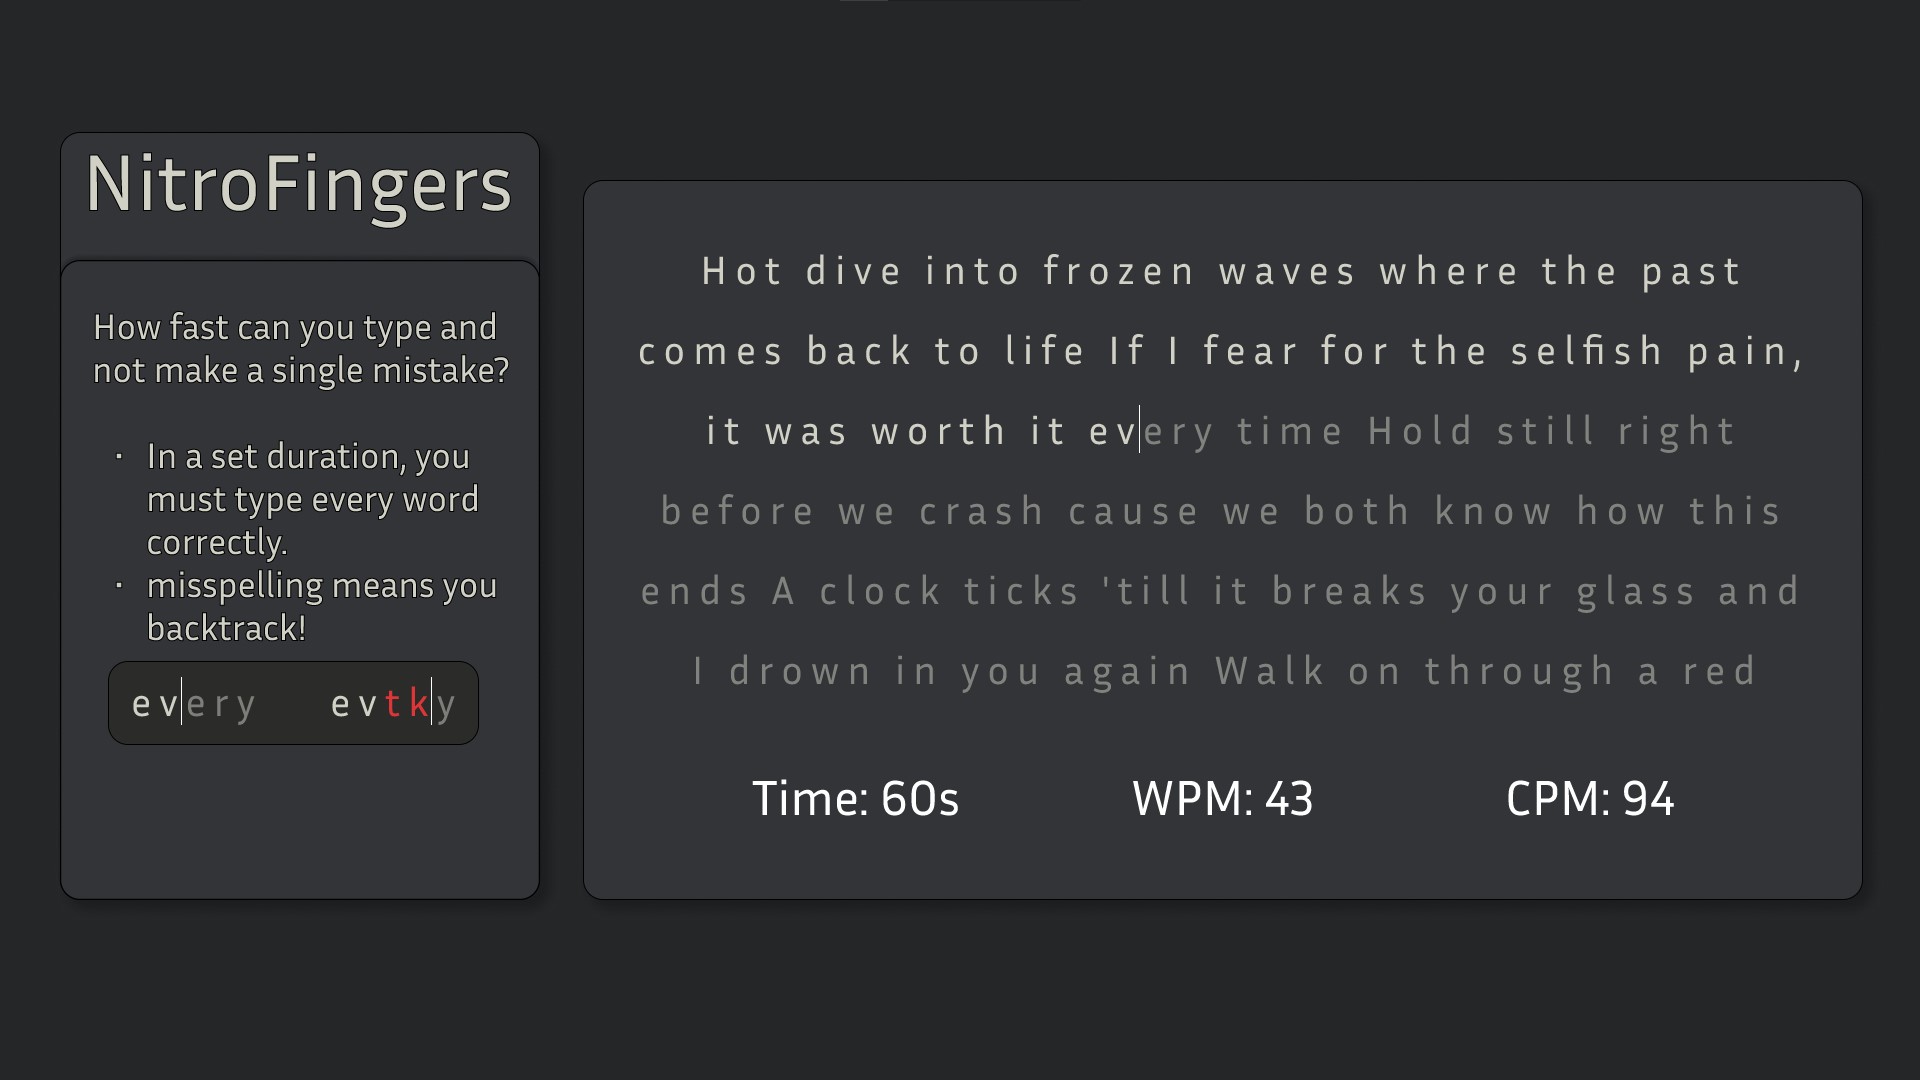 NitroFingers
How fast can you type and
not make a single mistake?
· In a set duration, you
must type every word
correctly.
· misspelling means you
backtrack!
every evtky
Hot dive into frozen waves where the past
comes back to life If I fear for the selfish pain,
it was worth it every time Hold still right
before we crash cause we both know how this
ends A clock ticks 'till it breaks your glass and
I drown in you again Walk on through a red
Time: 60s WPM: 43 CPM: 94